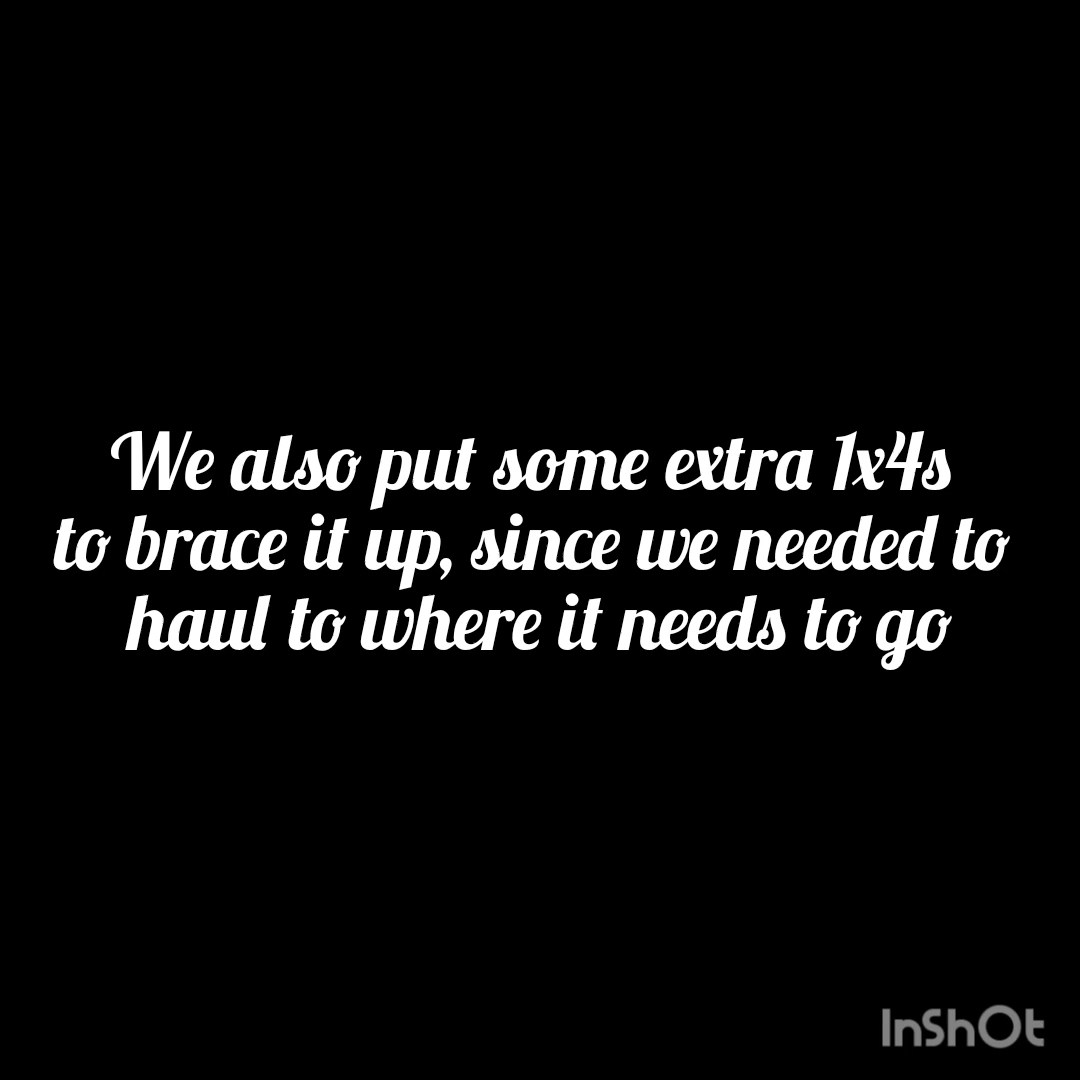 We also put some extra 1x4s
to brace it up, since we needed to
haul to where it needs to go
InShOt